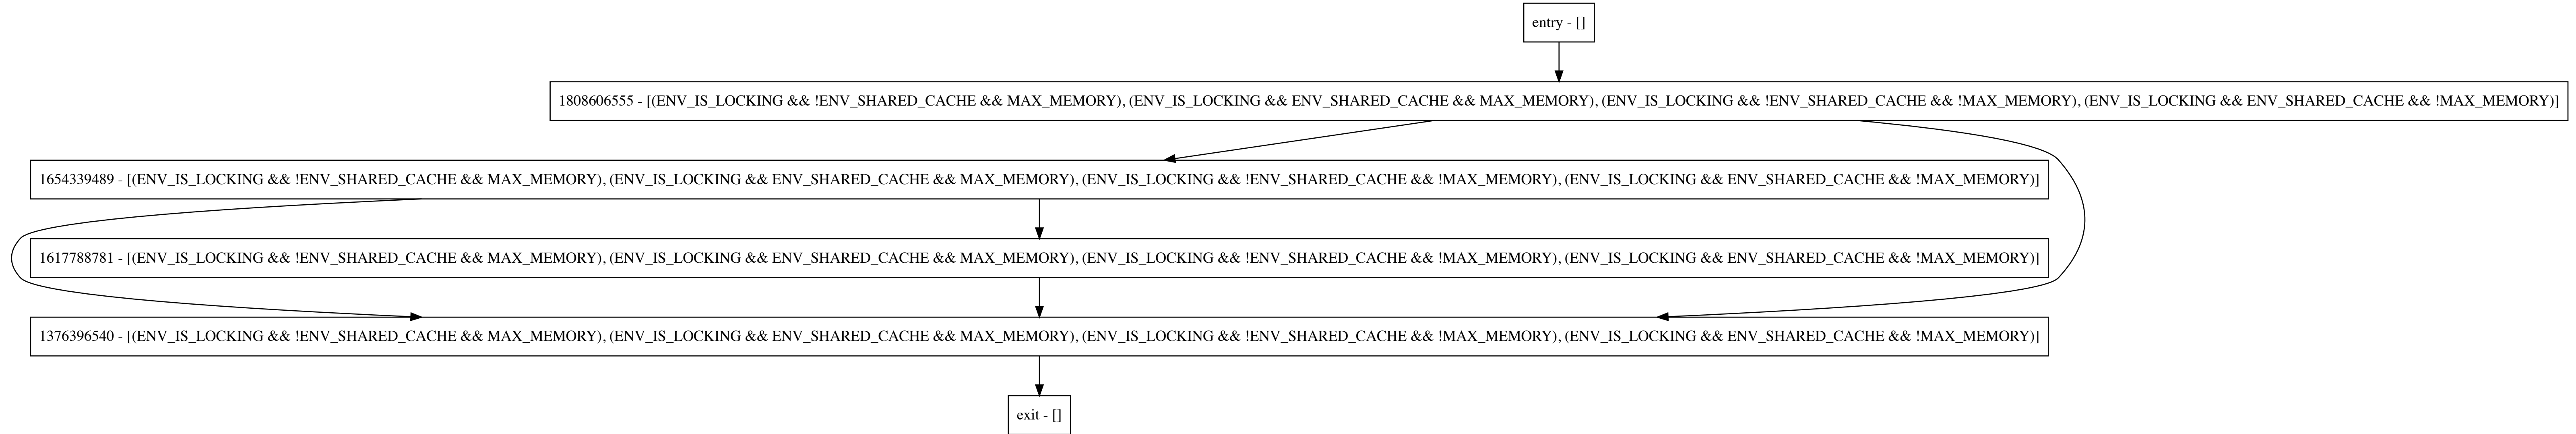 entry - []
1808606555 - [(ENV_IS_LOCKING && !ENV_SHARED_CACHE && MAX_MEMORY), (ENV_IS_LOCKING && ENV_SHARED_CACHE && MAX_MEMORY), (ENV_IS_LOCKING && !ENV_SHARED_CACHE && !MAX_MEMORY), (ENV_IS_LOCKING && ENV_SHARED_CACHE && !MAX_MEMORY)]
1654339489 - [(ENV_IS_LOCKING && !ENV_SHARED_CACHE && MAX_MEMORY), (ENV_IS_LOCKING && ENV_SHARED_CACHE && MAX_MEMORY), (ENV_IS_LOCKING && !ENV_SHARED_CACHE && !MAX_MEMORY), (ENV_IS_LOCKING && ENV_SHARED_CACHE && !MAX_MEMORY)]
1617788781 - [(ENV_IS_LOCKING && !ENV_SHARED_CACHE && MAX_MEMORY), (ENV_IS_LOCKING && ENV_SHARED_CACHE && MAX_MEMORY), (ENV_IS_LOCKING && !ENV_SHARED_CACHE && !MAX_MEMORY), (ENV_IS_LOCKING && ENV_SHARED_CACHE && !MAX_MEMORY)]
1376396540 - [(ENV_IS_LOCKING && !ENV_SHARED_CACHE && MAX_MEMORY), (ENV_IS_LOCKING && ENV_SHARED_CACHE && MAX_MEMORY), (ENV_IS_LOCKING && !ENV_SHARED_CACHE && !MAX_MEMORY), (ENV_IS_LOCKING && ENV_SHARED_CACHE && !MAX_MEMORY)]
exit - []